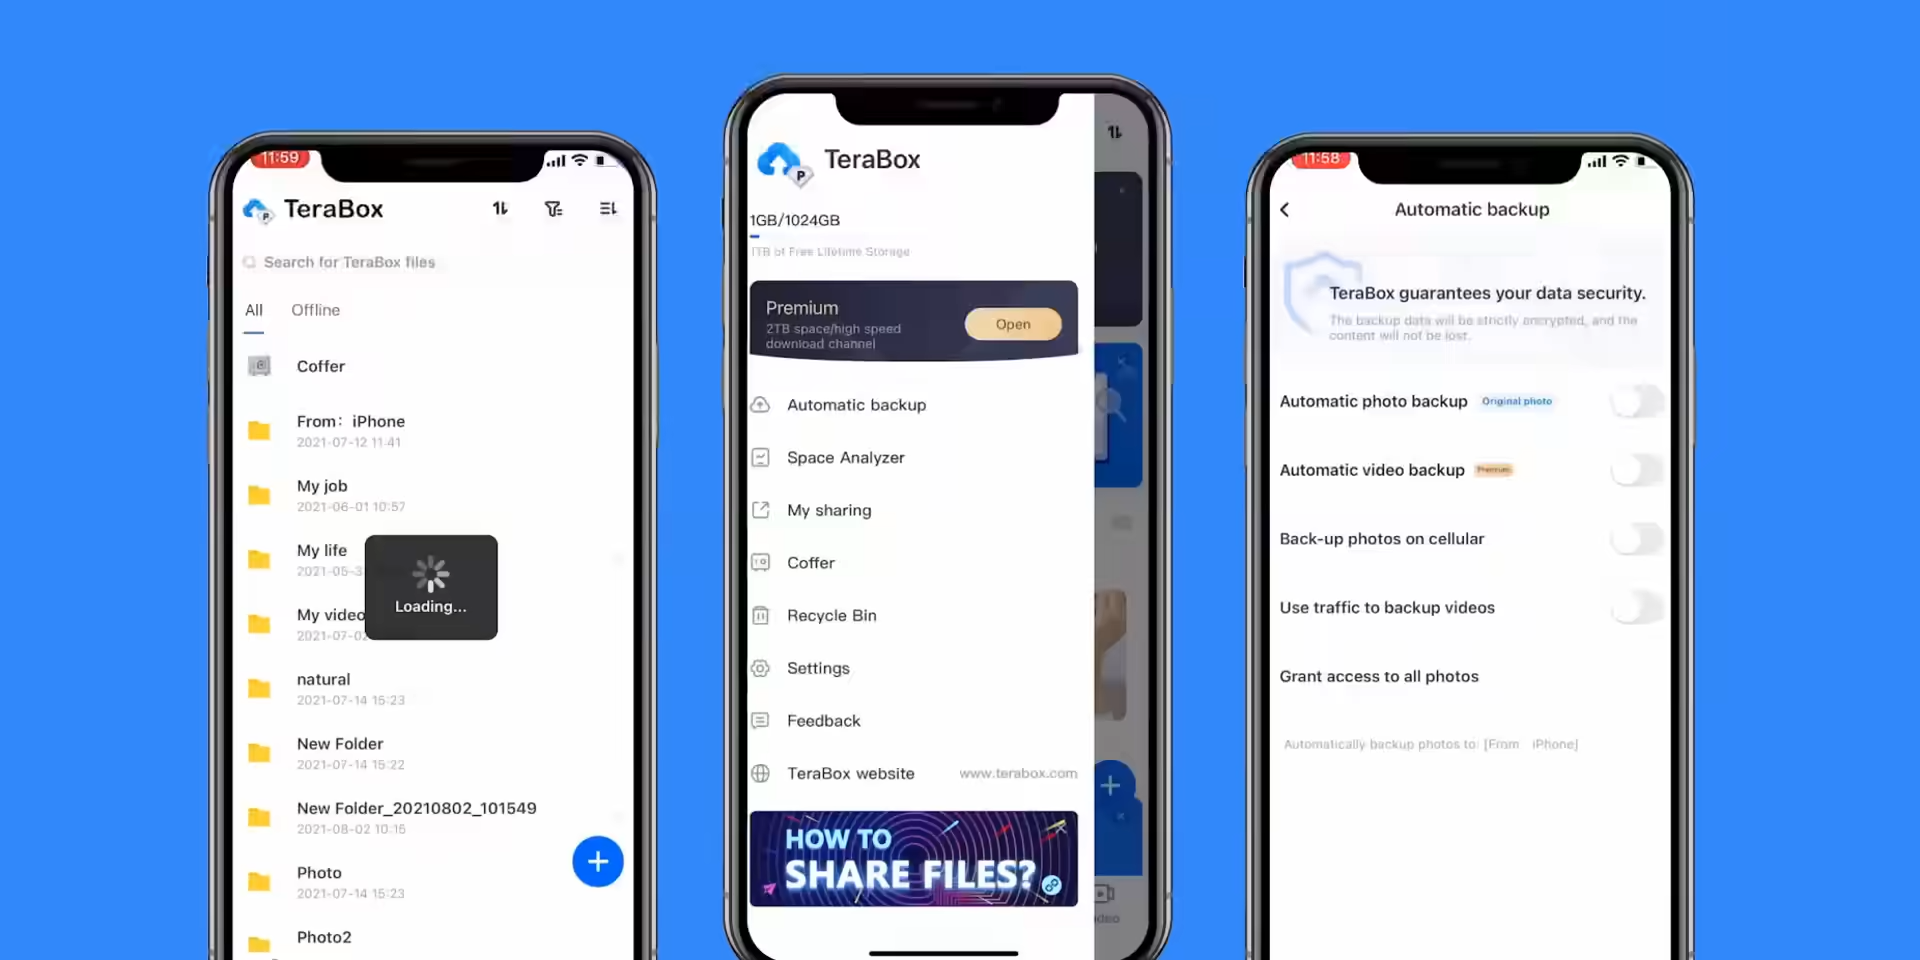 11:59
TeraBox
Search for TeraBox files
All Offline
Coffer
From: iPhone
2021-07-12 11:41
My job
2021-06-01 10:57
My life
2021-05-3
Loading...
My video
2021-07-02
natural
2021-07-14 15:23
New Folder
2021-07-14 15:22
New Folder_20210802_101549
2021-08-02 10:15
Photo
2021-07-14 15:23
Photo2
P TeraBox
1GB/1024GB
1TB of Free Lifetime Storage
Premium
2TB space/high speed
download channel
Open
Automatic backup
Space Analyzer
My sharing
Coffer
Recycle Bin
Settings
Feedback
TeraBox website www.terabox.com
HOW TO
SHARE FILES?
11:58
Automatic backup
TeraBox guarantees your data security.
The backup data will be strictly encrypted, and the
content will not be lost.
Automatic photo backup Original photo
Automatic video backup Premium
Back-up photos on cellular
Use traffic to backup videos
Grant access to all photos
Automatically backup photos to: [From iPhone]